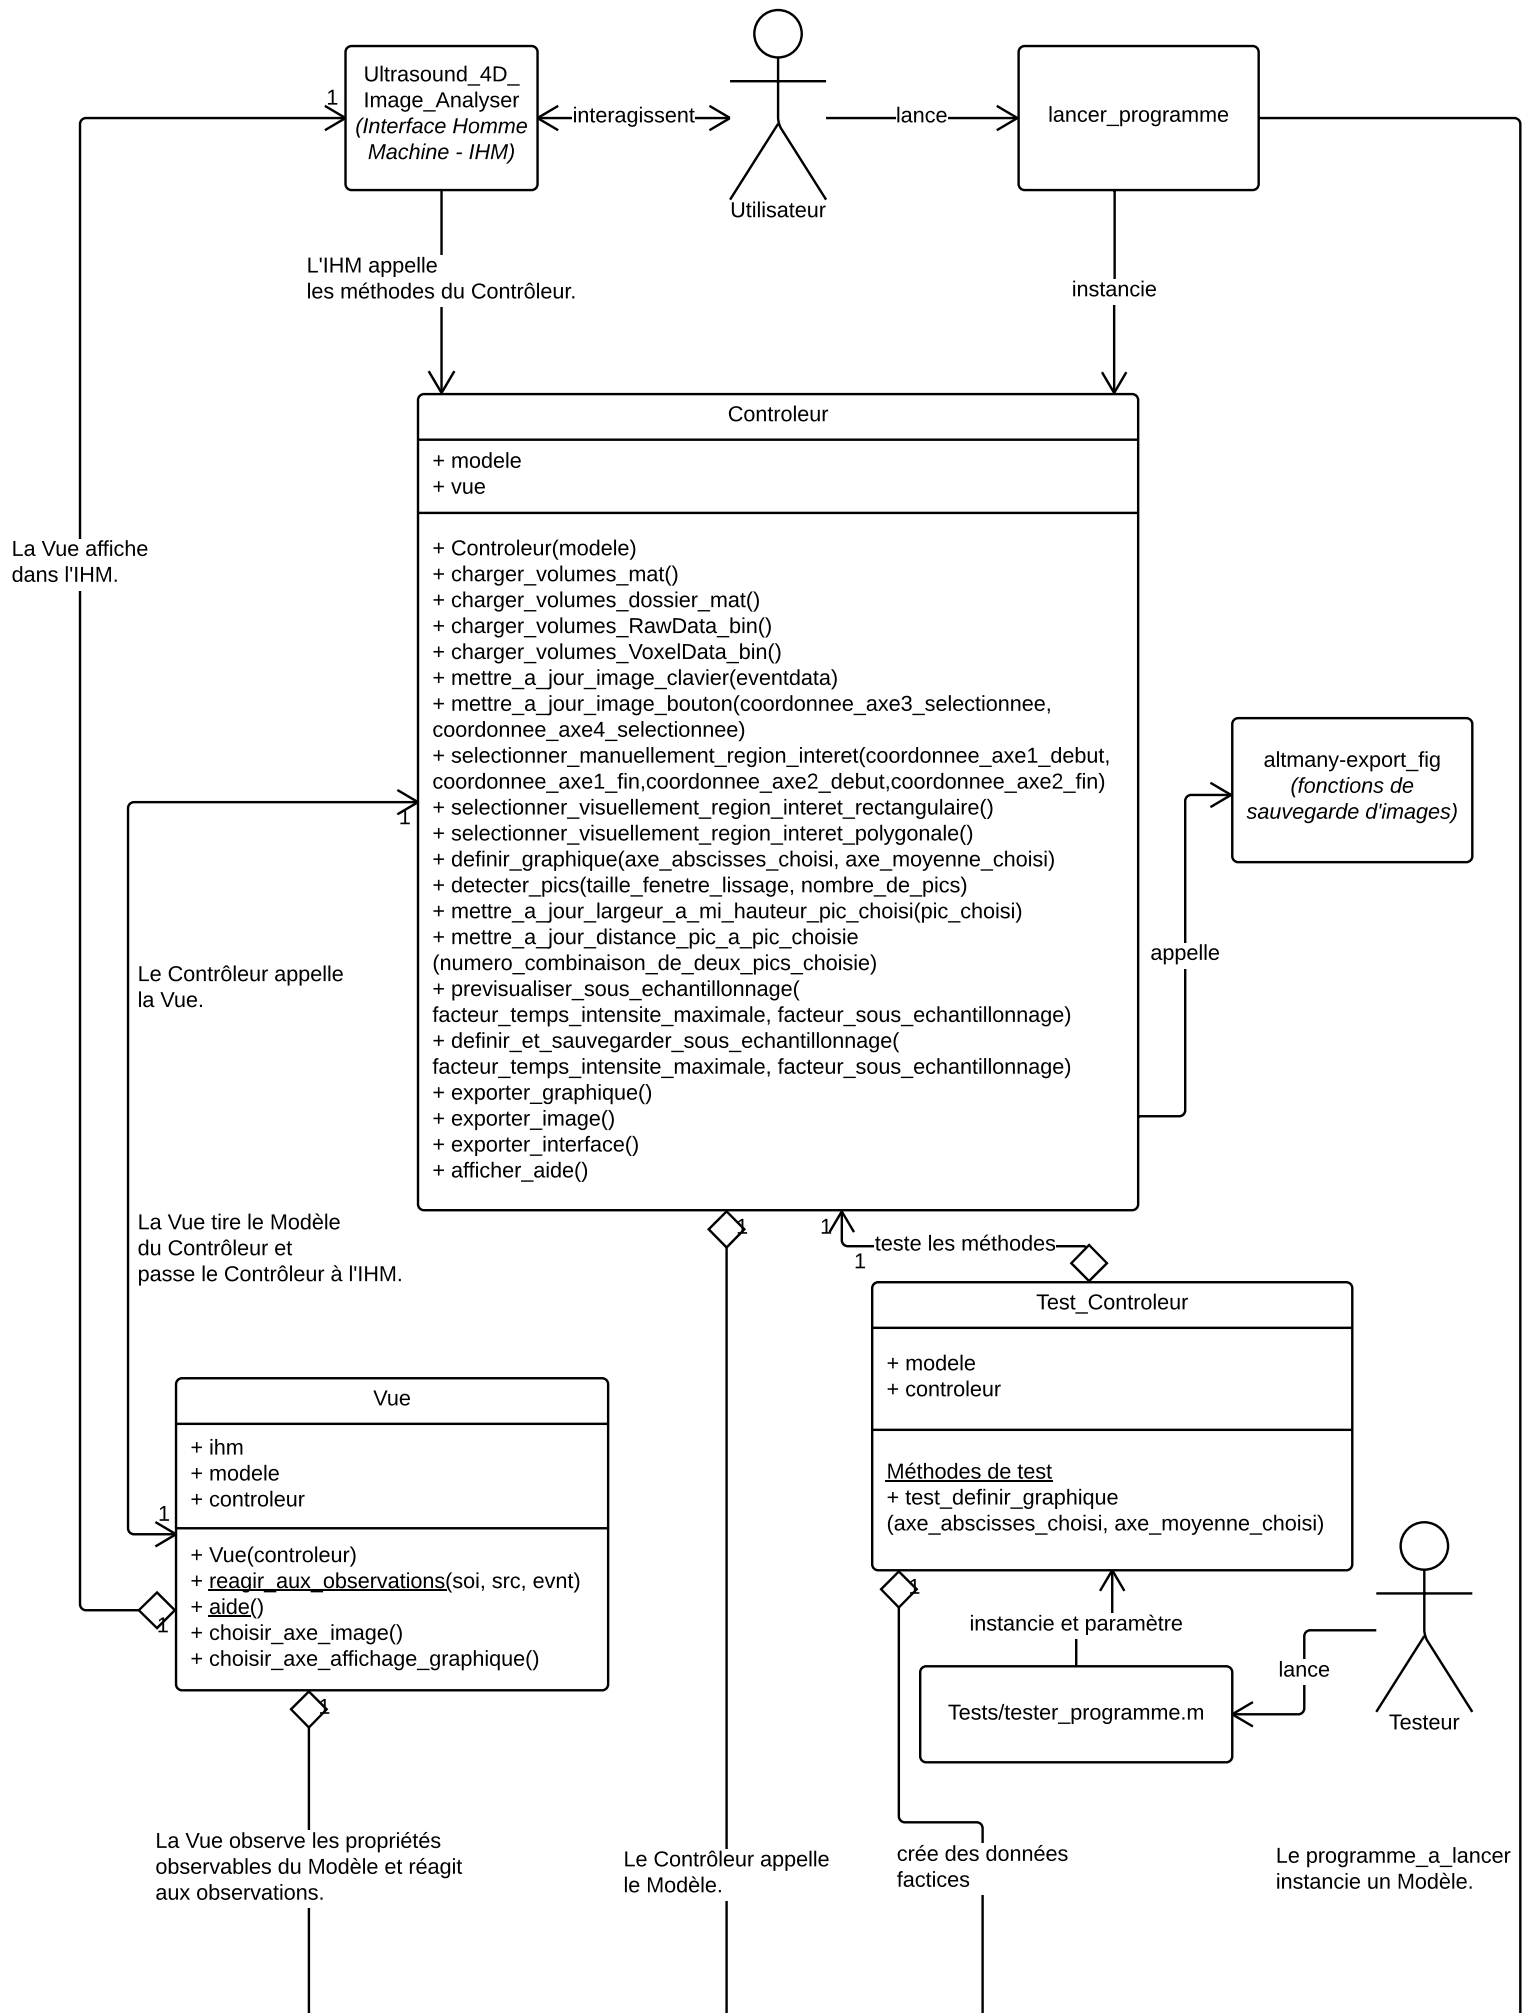 1
Ultrasound_4D_
Image_Analyser
(Interface Homme
Machine - IHM)
interagissent
Utilisateur
lance
lancer_programme
L'IHM appelle
les méthodes du Contrôleur.
instancie
Controleur
+ modele
+ vue
+ Controleur(modele)
+ charger_volumes_mat()
+ charger_volumes_dossier_mat()
+ charger_volumes_RawData_bin()
+ charger_volumes_VoxelData_bin()
+ mettre_a_jour_image_clavier(eventdata)
+ mettre_a_jour_image_bouton(coordonnee_axe3_selectionnee,
coordonnee_axe4_selectionnee)
+ selectionner_manuellement_region_interet(coordonnee_axe1_debut,
coordonnee_axe1_fin,coordonnee_axe2_debut,coordonnee_axe2_fin)
+ selectionner_visuellement_region_interet_rectangulaire()
+ selectionner_visuellement_region_interet_polygonale()
+ definir_graphique(axe_abscisses_choisi, axe_moyenne_choisi)
+ detecter_pics(taille_fenetre_lissage, nombre_de_pics)
+ mettre_a_jour_largeur_a_mi_hauteur_pic_choisi(pic_choisi)
+ mettre_a_jour_distance_pic_a_pic_choisie
(numero_combinaison_de_deux_pics_choisie)
+ previsualiser_sous_echantillonnage(
facteur_temps_intensite_maximale, facteur_sous_echantillonnage)
+ definir_et_sauvegarder_sous_echantillonnage(
facteur_temps_intensite_maximale, facteur_sous_echantillonnage)
+ exporter_graphique()
+ exporter_image()
+ exporter_interface()
+ afficher_aide()
La Vue affiche
dans l'IHM.
altmany-export_fig
(fonctions de
sauvegarde d'images)
1
appelle
Le Contrôleur appelle
la Vue.
La Vue tire le Modèle
du Contrôleur et
passe le Contrôleur à l'IHM.
1
1
teste les méthodes
1
Test_Controleur
+ modele
+ controleur
Méthodes de test
+ test_definir_graphique
(axe_abscisses_choisi, axe_moyenne_choisi)
Vue
+ ihm
+ modele
+ controleur
1
+ Vue(controleur)
+ reagir_aux_observations(soi, src, evnt)
+ aide()
+ choisir_axe_image()
+ choisir_axe_affichage_graphique()
1
1
1
instancie et paramètre
Tests/tester_programme.m
lance
Testeur
La Vue observe les propriétés
observables du Modèle et réagit
aux observations.
Le Contrôleur appelle
le Modèle.
crée des données
factices
Le programme_a_lancer
instancie un Modèle.